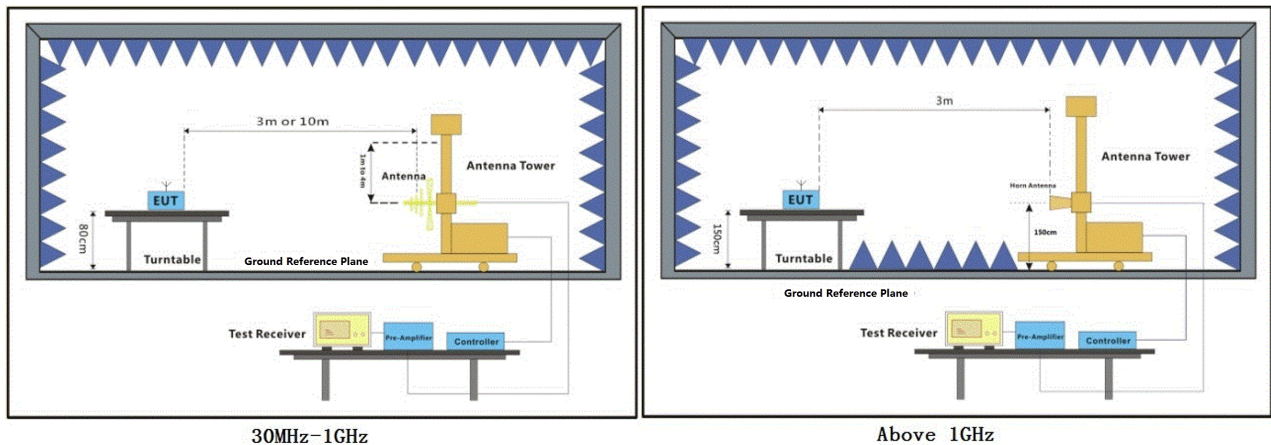 3m or 10m
1m to 4m
Antenna
Antenna Tower
EUT
80cm
Turntable
Ground Reference Plane
Test Receiver
Pre-Amplifier
Controller
30MHz-1GHz
3m
Antenna Tower
Horn Antenna
EUT
150cm
150cm
Turntable
Ground Reference Plane
Test Receiver
Pre-Amplifier
Controller
Above 1GHz